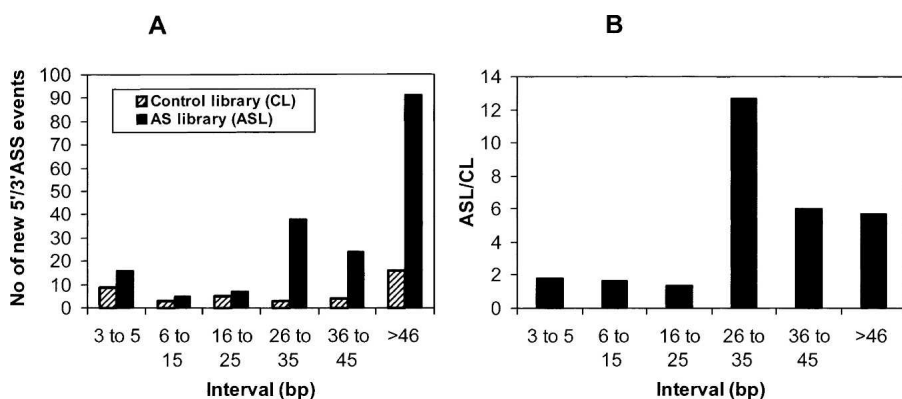 A
No of new 5'/3'ASS events
100
90
80
70
60
50
40
30
20
10
0
Control library (CL)
AS library (ASL)
3 to 5
6 to 15
16 to 25
26 to 35
36 to 45
>46
Interval (bp)
B
ASL/CL
14
12
10
8
6
4
2
0
3 to 5
6 to 15
16 to 25
26 to 35
36 to 45
>46
Interval (bp)